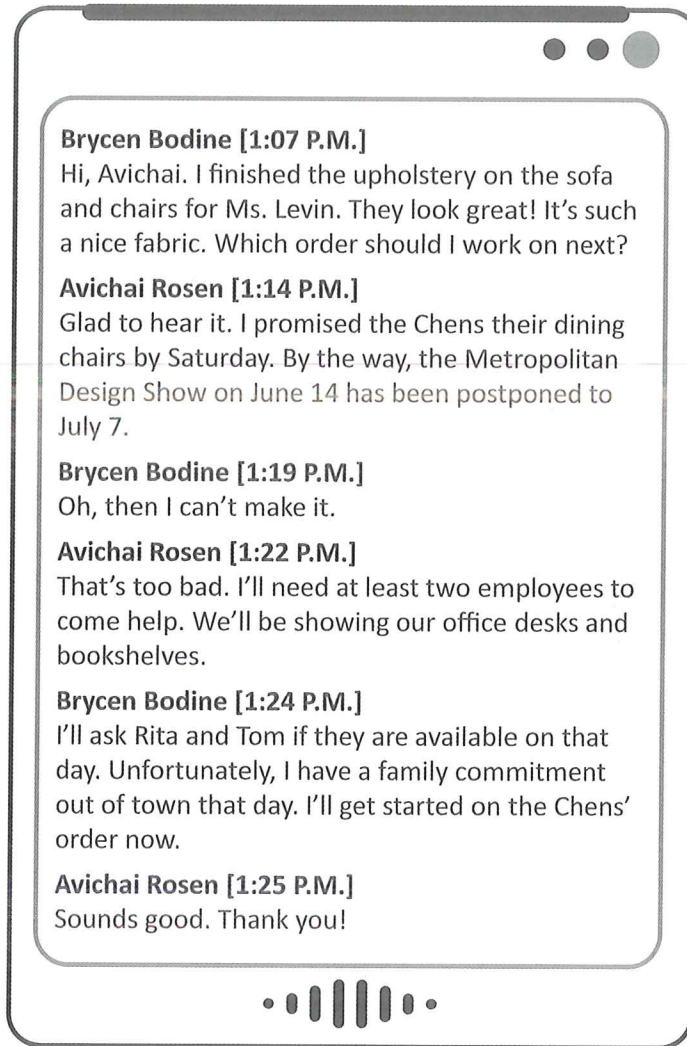 Brycen Bodine [1:07 P.M.]
Hi, Avichai. I finished the upholstery on the sofa
and chairs for Ms. Levin. They look great! It's such
a nice fabric. Which order should I work on next?
Avichai Rosen [1:14 P.M.]
Glad to hear it. I promised the Chens their dining
chairs by Saturday. By the way, the Metropolitan
Design Show on June 14 has been postponed to
July 7.
Brycen Bodine [1:19 P.M.]
Oh, then I can't make it.
Avichai Rosen [1:22 P.M.]
That's too bad. I'll need at least two employees to
come help. We'll be showing our office desks and
bookshelves.
Brycen Bodine [1:24 P.M.]
I'll ask Rita and Tom if they are available on that
day. Unfortunately, I have a family commitment
out of town that day. I'll get started on the Chens'
order now.
Avichai Rosen [1:25 P.M.]
Sounds good. Thank you!